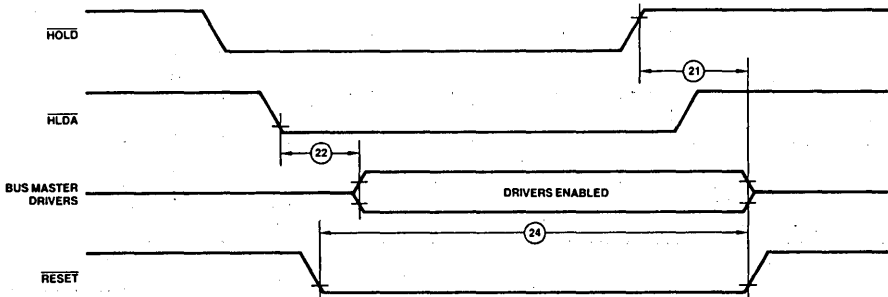 HOLD
21
HLDA
22
BUS MASTER
DRIVERS
DRIVERS ENABLED
24
RESET